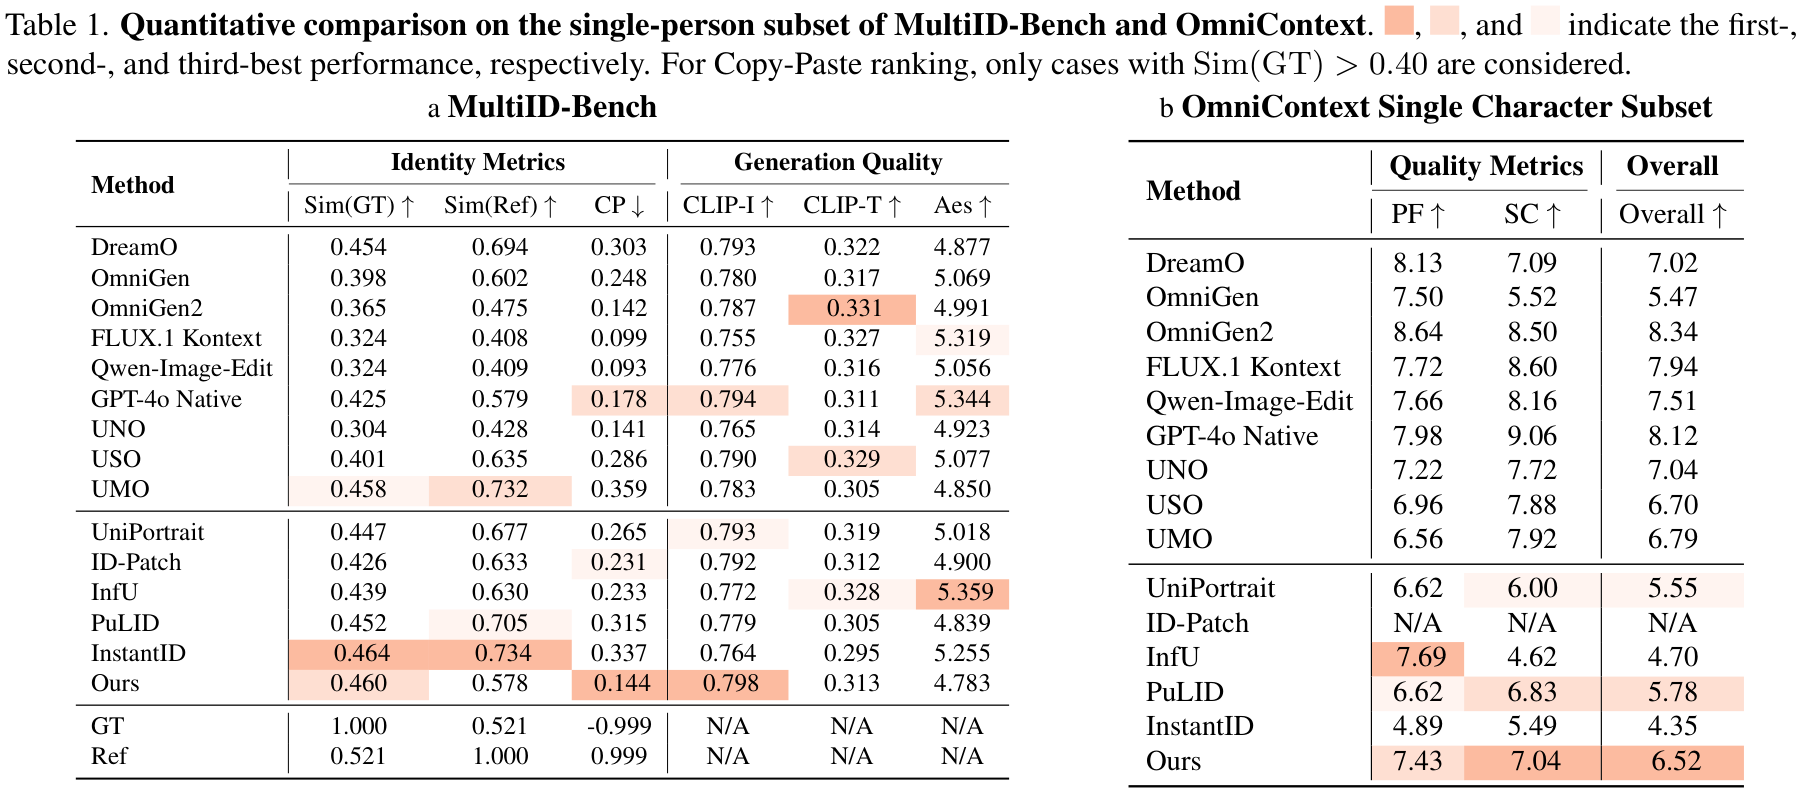 Table 1. Quantitative comparison on the single-person subset of MultiID-Bench and OmniContext. , , and indicate the first-,
second-, and third-best performance, respectively. For Copy-Paste ranking, only cases with Sim(GT) > 0.40 are considered.
a MultiID-Bench
Method Identity Metrics Generation Quality
Sim(GT) ↑ Sim(Ref) ↑ CP ↓ CLIP-I ↑ CLIP-T ↑ Aes ↑
DreamO 0.454 0.694 0.303 0.793 0.322 4.877
OmniGen 0.398 0.602 0.248 0.780 0.317 5.069
OmniGen2 0.365 0.475 0.142 0.787 0.331 4.991
FLUX.1 Kontext 0.324 0.408 0.099 0.755 0.327 5.319
Qwen-Image-Edit 0.324 0.409 0.093 0.776 0.316 5.056
GPT-4o Native 0.425 0.579 0.178 0.794 0.311 5.344
UNO 0.304 0.428 0.141 0.765 0.314 4.923
USO 0.401 0.635 0.286 0.790 0.329 5.077
UMO 0.458 0.732 0.359 0.783 0.305 4.850
UniPortrait 0.447 0.677 0.265 0.793 0.319 5.018
ID-Patch 0.426 0.633 0.231 0.792 0.312 4.900
InfU 0.439 0.630 0.233 0.772 0.328 5.359
PuLID 0.452 0.705 0.315 0.779 0.305 4.839
InstantID 0.464 0.734 0.337 0.764 0.295 5.255
Ours 0.460 0.578 0.144 0.798 0.313 4.783
GT 1.000 0.521 -0.999 N/A N/A N/A
Ref 0.521 1.000 0.999 N/A N/A N/A
b OmniContext Single Character Subset
Method Quality Metrics Overall
PF ↑ SC ↑ Overall ↑
DreamO 8.13 7.09 7.02
OmniGen 7.50 5.52 5.47
OmniGen2 8.64 8.50 8.34
FLUX.1 Kontext 7.72 8.60 7.94
Qwen-Image-Edit 7.66 8.16 7.51
GPT-4o Native 7.98 9.06 8.12
UNO 7.22 7.72 7.04
USO 6.96 7.88 6.70
UMO 6.56 7.92 6.79
UniPortrait 6.62 6.00 5.55
ID-Patch N/A N/A N/A
InfU 7.69 4.62 4.70
PuLID 6.62 6.83 5.78
InstantID 4.89 5.49 4.35
Ours 7.43 7.04 6.52